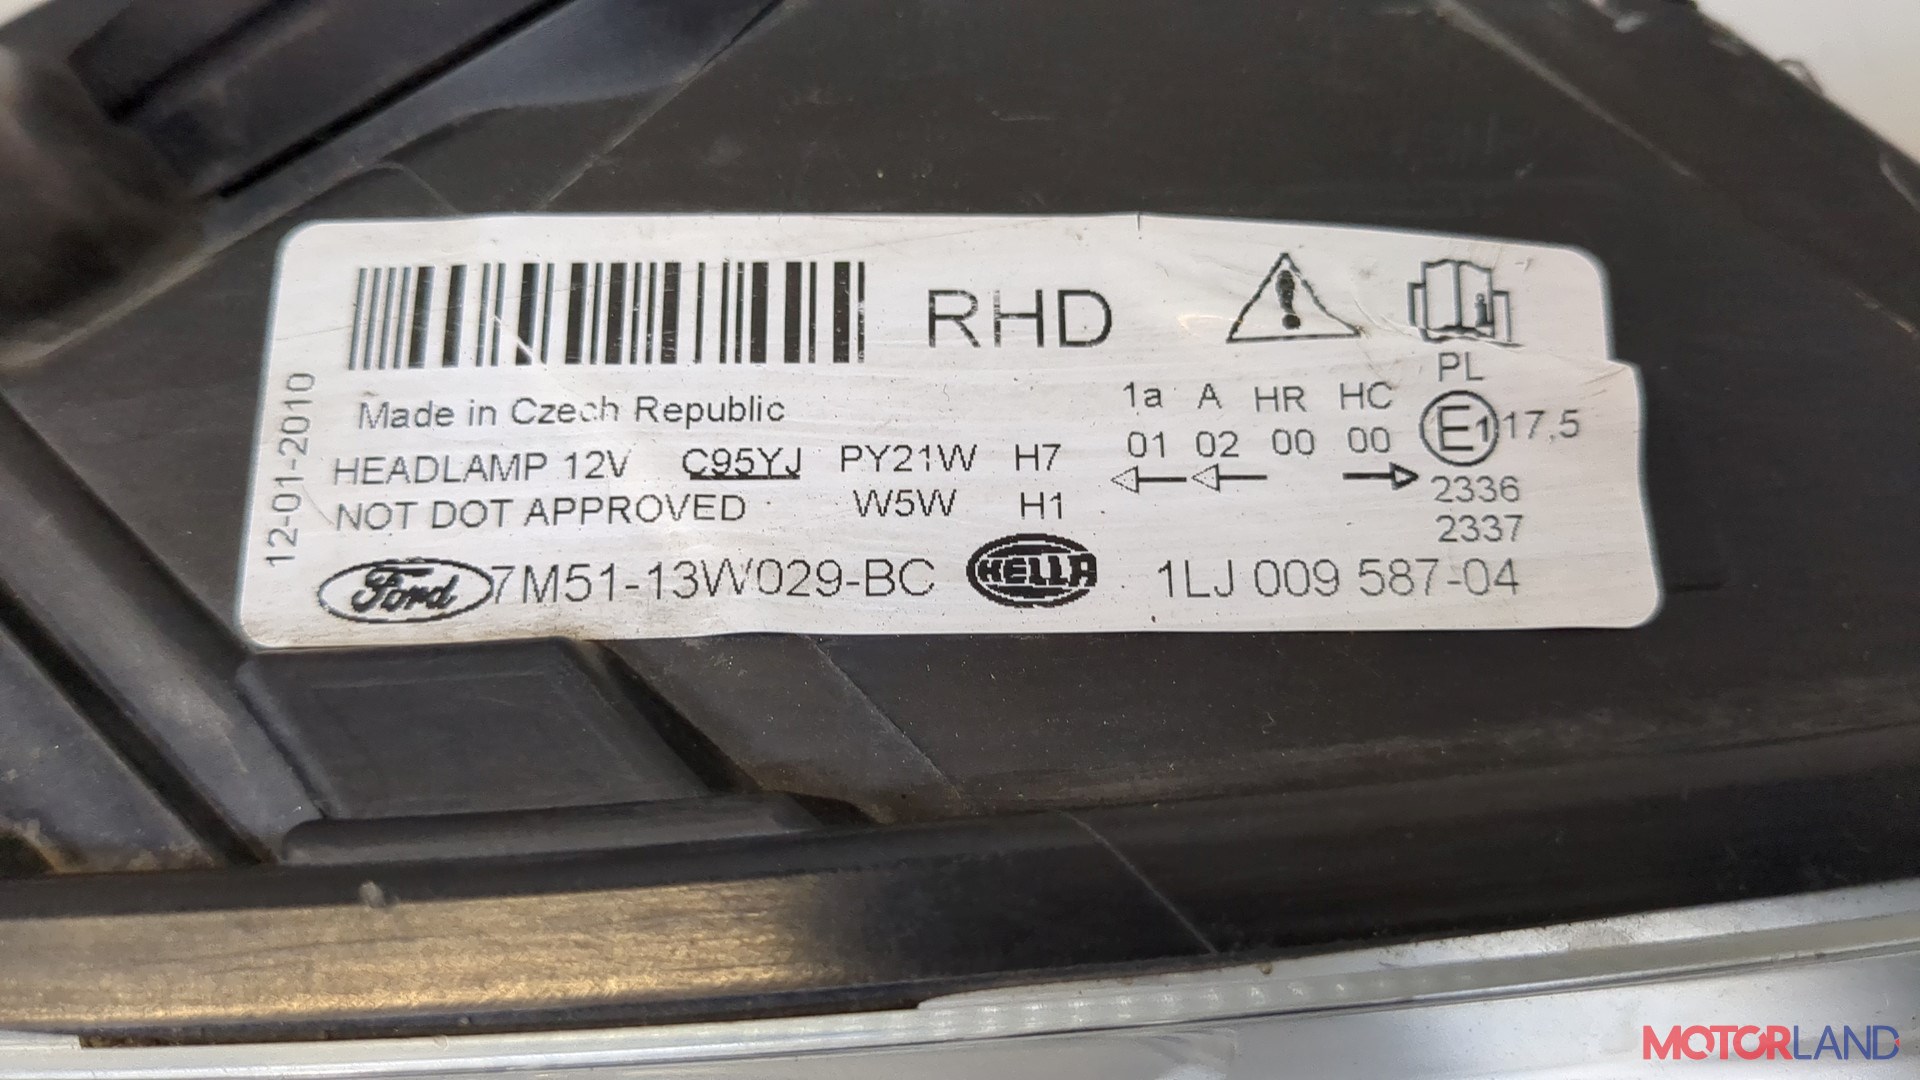 RHD
12-01-2010
Made in Czech Republic
HEADLAMP 12V C95YJ PY21W H7
NOT DOT APPROVED W5W H1
1a A HR HC PL
01 02 00 00 E1 17,5
2336
2337
Ford 7M51-13W029-BC HELLA 1LJ 009 587-04
MOTORLAND